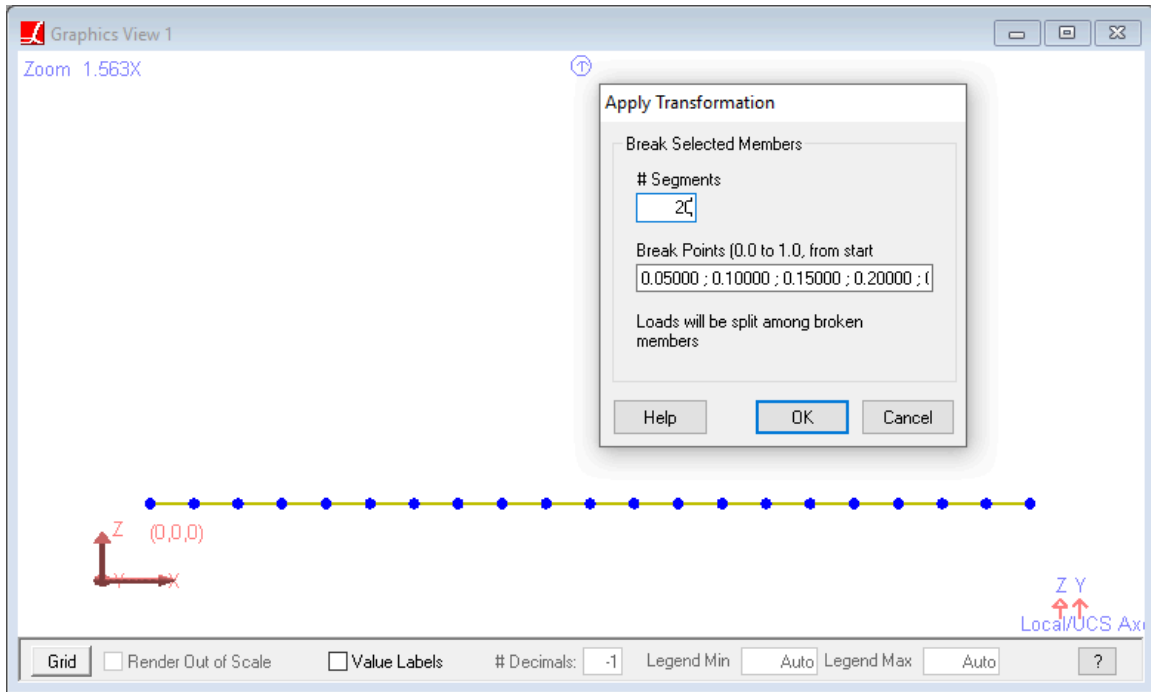 Graphics View 1
Zoom 1.563X
Apply Transformation
Break Selected Members
# Segments
20
Break Points (0.0 to 1.0, from start
0.05000 ; 0.10000 ; 0.15000 ; 0.20000 ; (
Loads will be split among broken
members
Help OK Cancel
Z (0,0,0)
Y X
Z Y
Local/UCS Ax
Grid Render Out of Scale Value Labels # Decimals: -1 Legend Min Auto Legend Max Auto ?